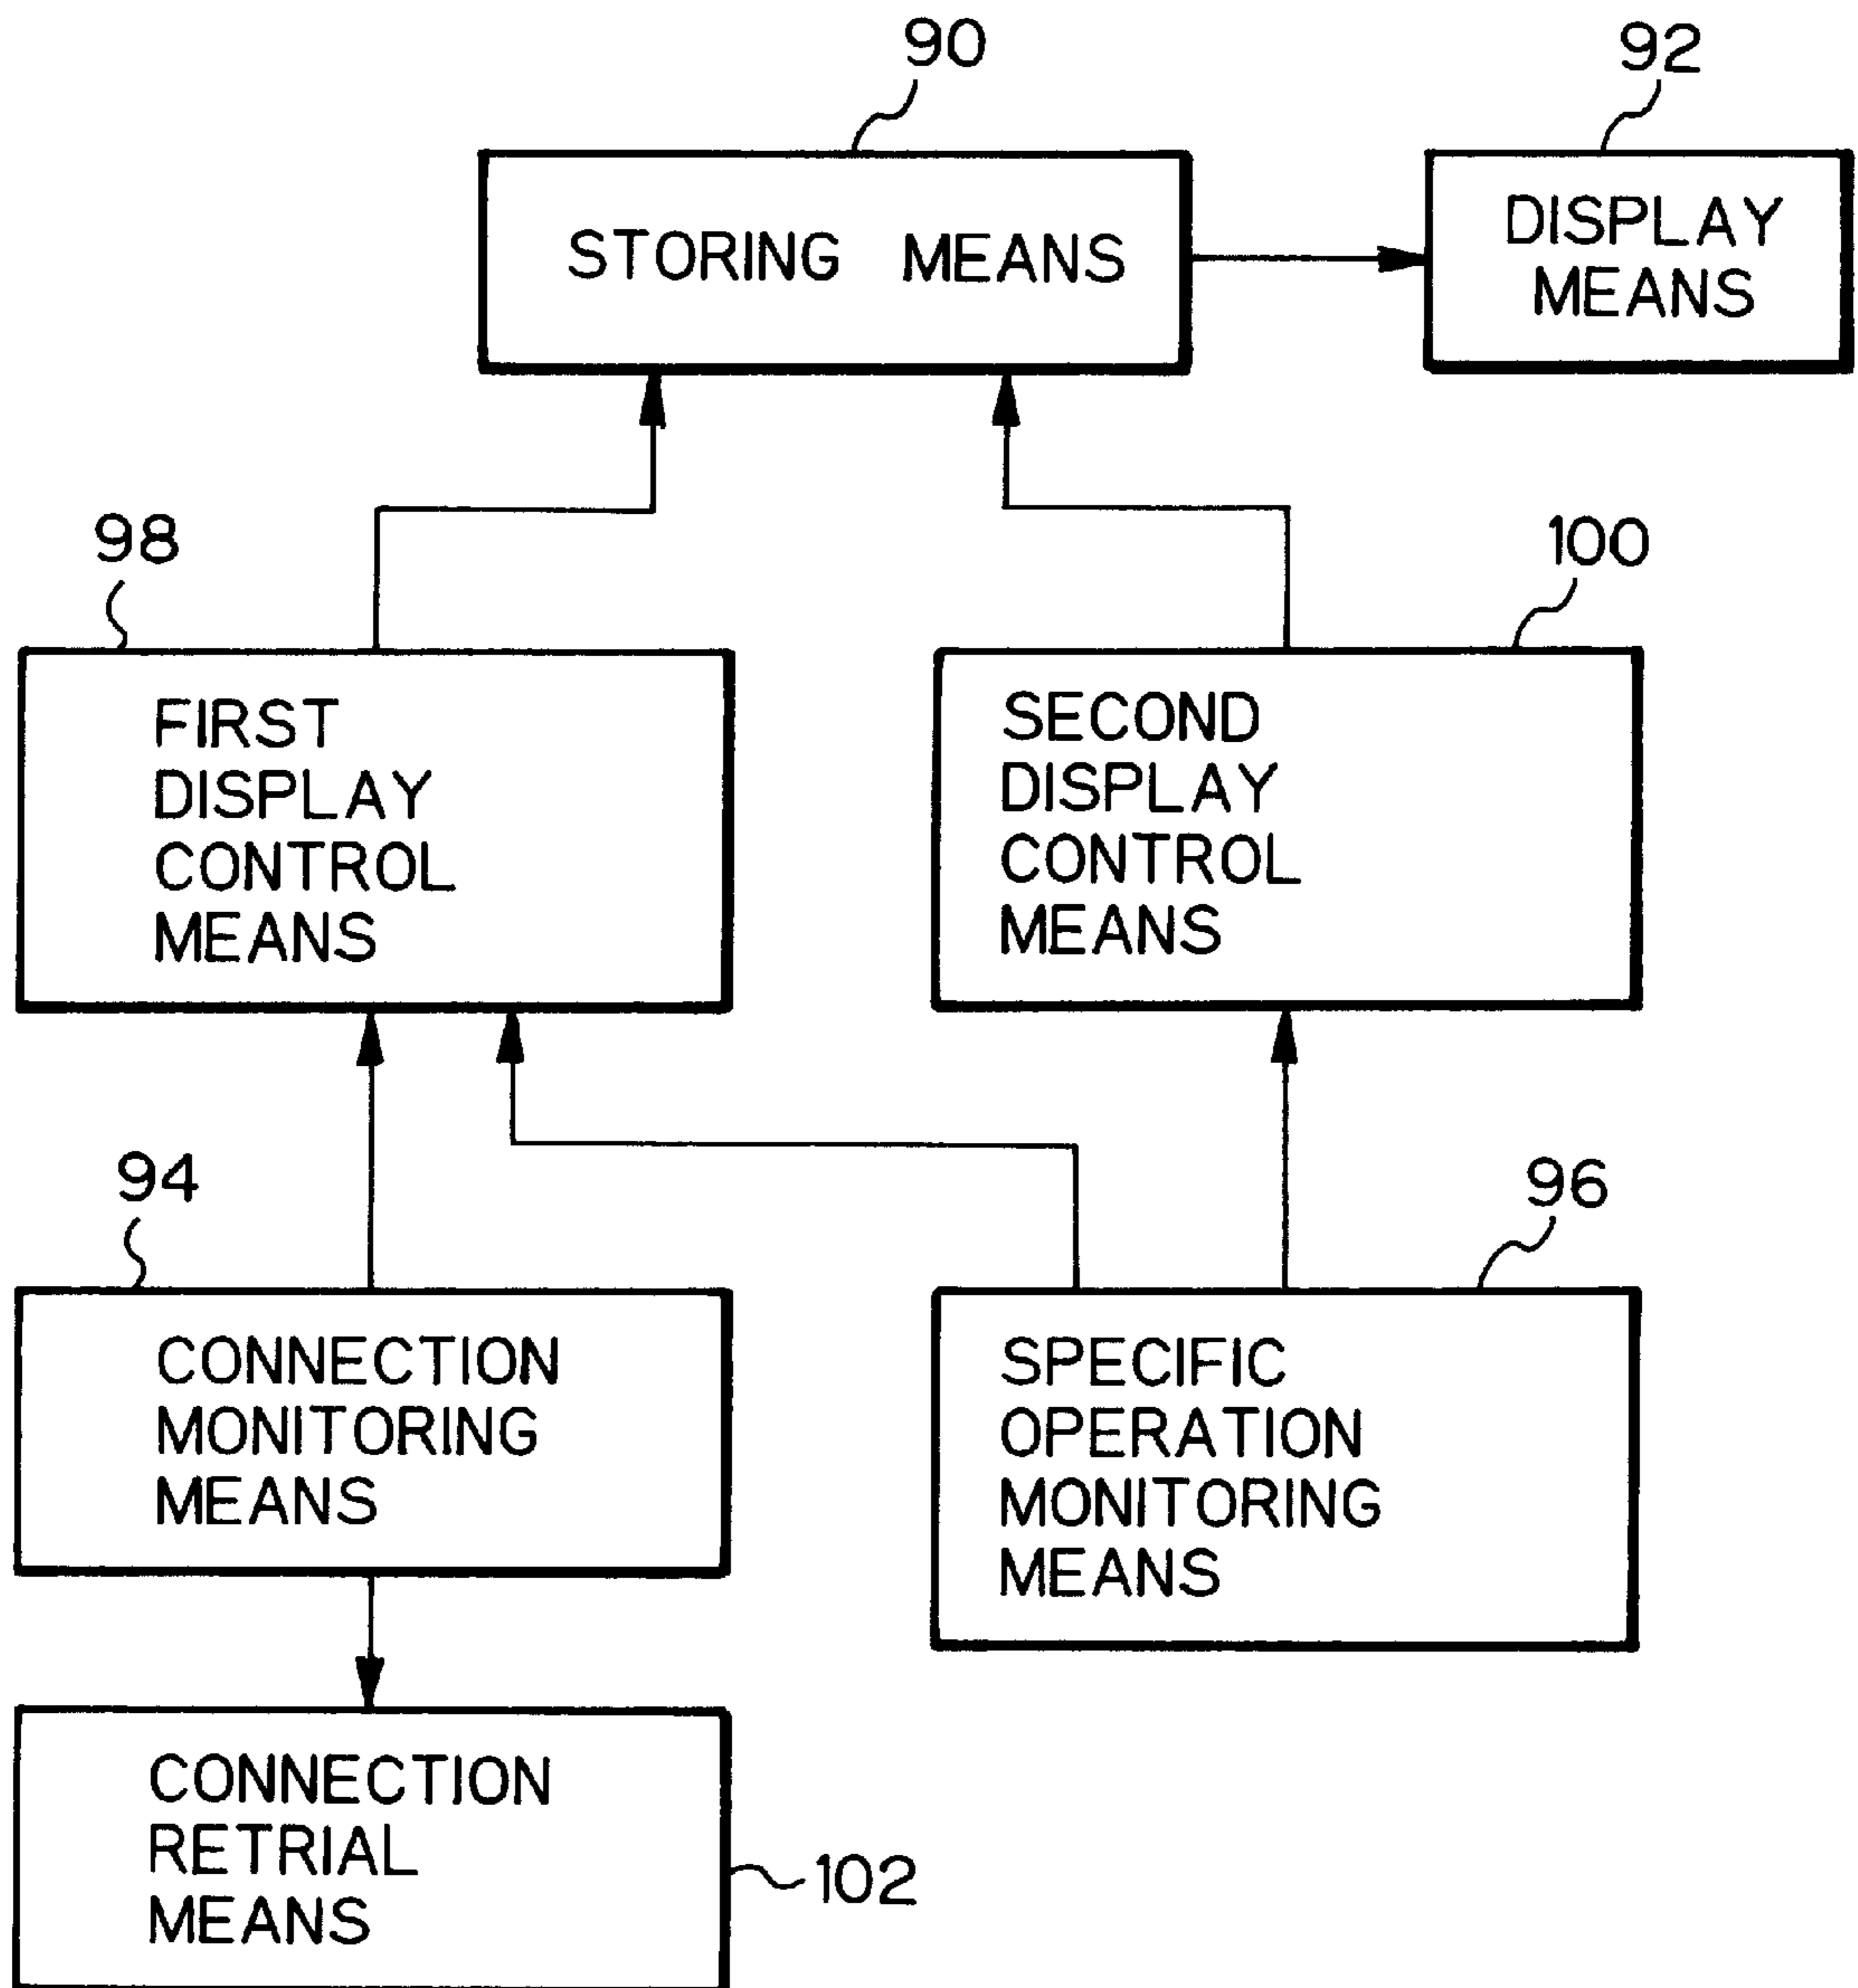 90
92
STORING MEANS
DISPLAY
MEANS
98
100
FIRST
DISPLAY
CONTROL
MEANS
SECOND
DISPLAY
CONTROL
MEANS
94
96
CONNECTION
MONITORING
MEANS
SPECIFIC
OPERATION
MONITORING
MEANS
CONNECTION
RETRIAL
MEANS
102